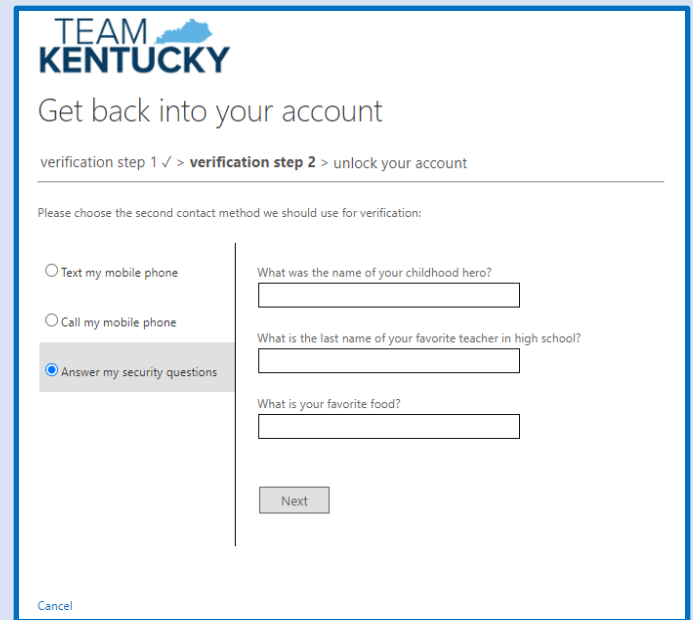 TEAM
KENTUCKY
Get back into your account
verification step 1 ✓ > verification step 2 > unlock your account
Please choose the second contact method we should use for verification:
Text my mobile phone
Call my mobile phone
Answer my security questions
What was the name of your childhood hero?
What is the last name of your favorite teacher in high school?
What is your favorite food?
Next
Cancel